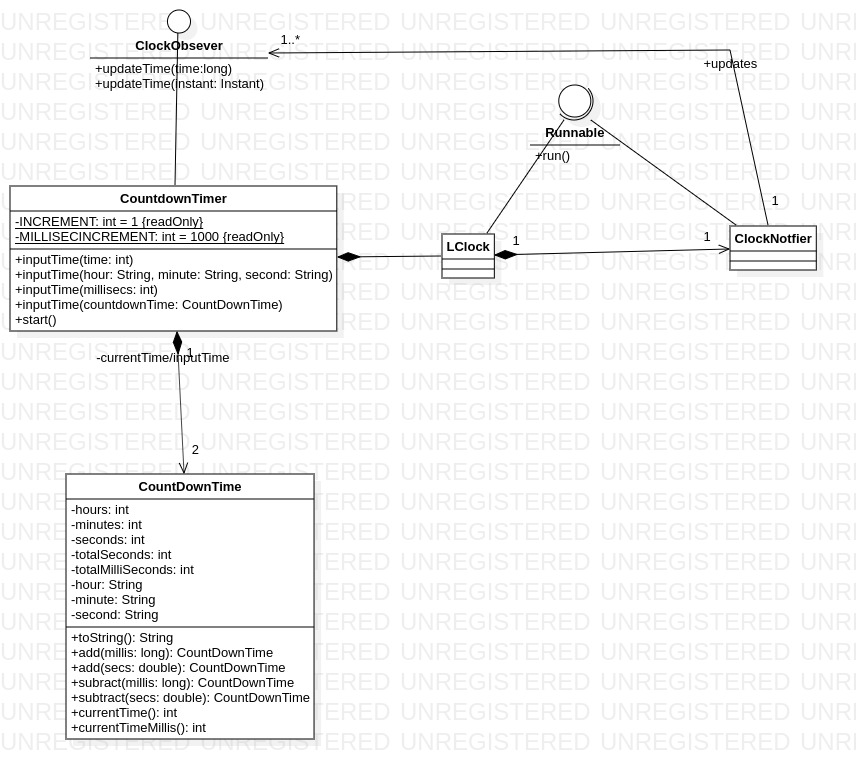 ClockObsever
+updateTime(time:long)
+updateTime(instant: Instant)
1..*
+updates
Runnable
+run()
CountdownTimer
-INCREMENT: int = 1 {readOnly}
-MILLISECINCREMENT: int = 1000 {readOnly}
+inputTime(time: int)
+inputTime(hour: String, minute: String, second: String)
+inputTime(millisecs: int)
+inputTime(countdownTime: CountDownTime)
+start()
LClock
1
1
1
ClockNotfier
-currentTime/inputTime
1
2
CountDownTime
-hours: int
-minutes: int
-seconds: int
-totalSeconds: int
-totalMilliSeconds: int
-hour: String
-minute: String
-second: String
+toString(): String
+add(millis: long): CountDownTime
+add(secs: double): CountDownTime
+subract(millis: long): CountDownTime
+subtract(secs: double): CountDownTime
+currentTime(): int
+currentTimeMillis(): int
UNREGISTERED UNREGISTERED UNREGISTERED UNREGISTERED